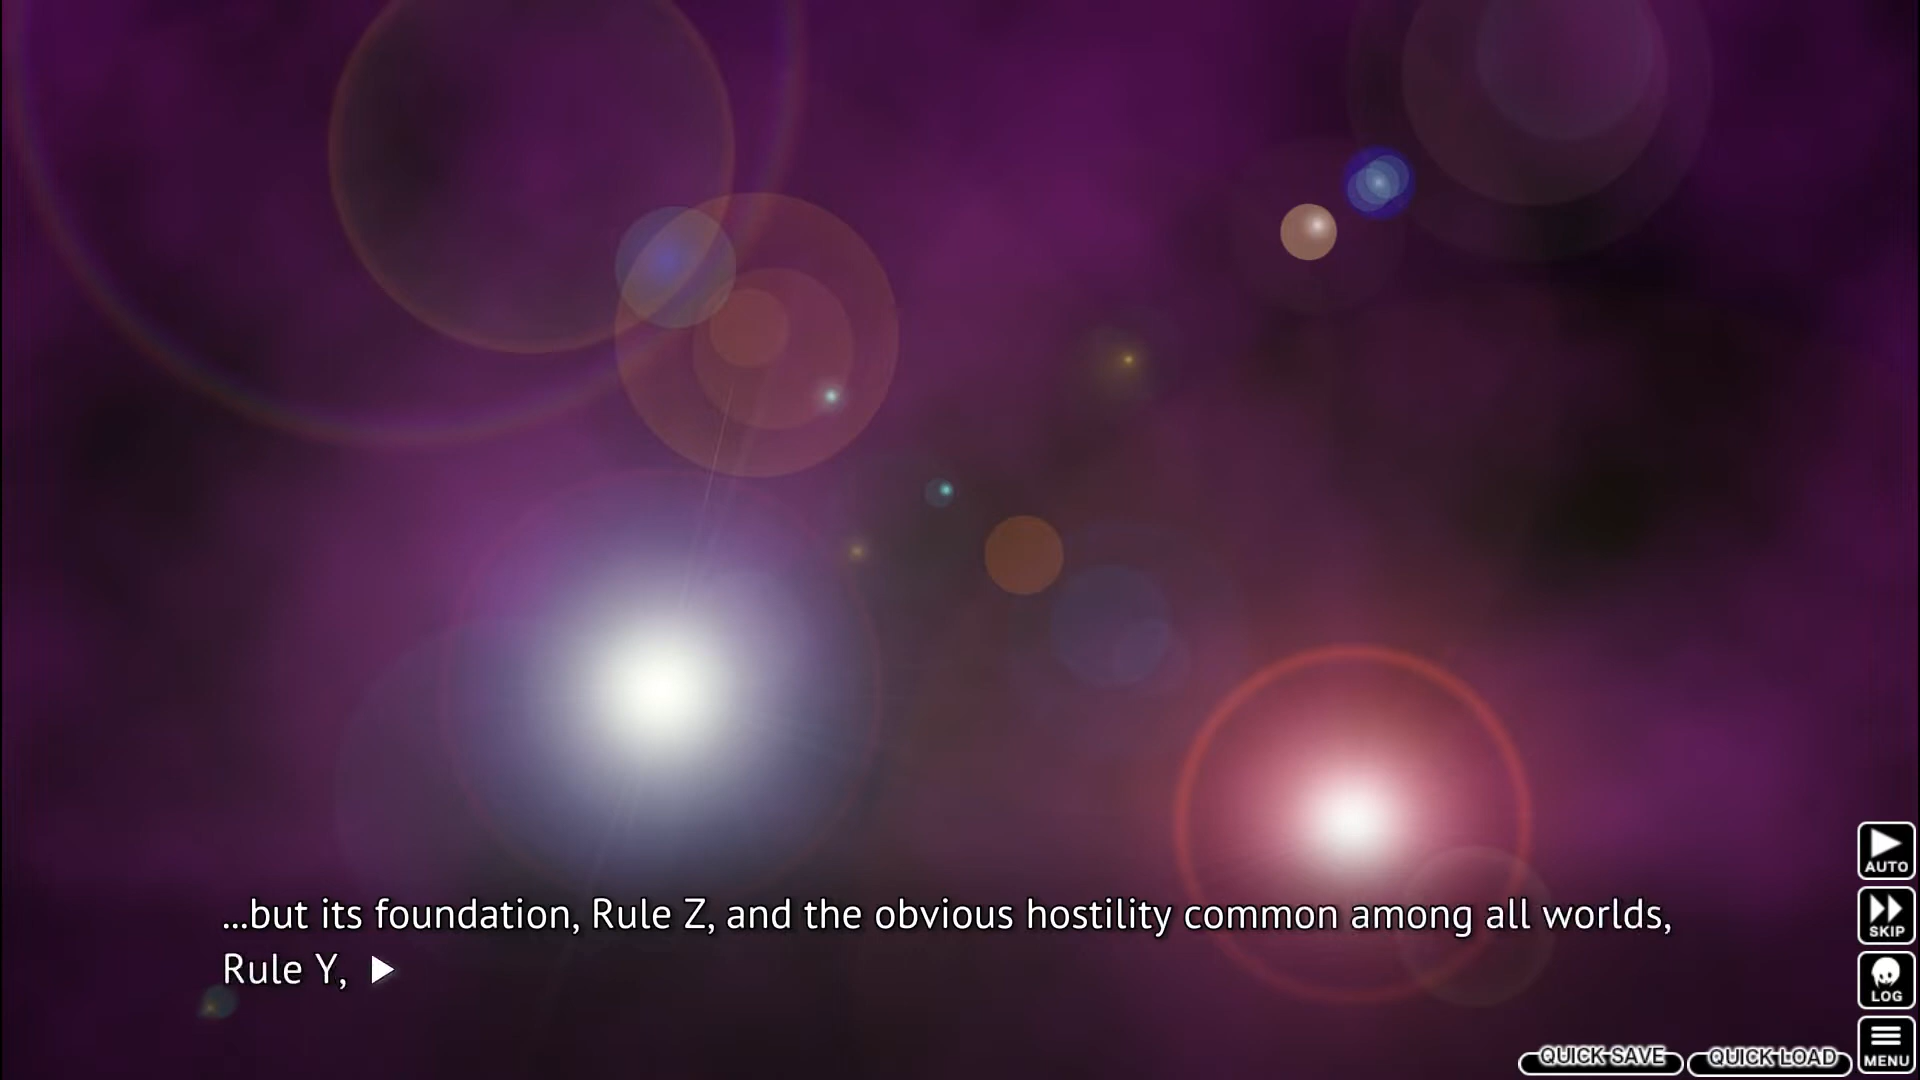 ...but its foundation, Rule Z, and the obvious hostility common among all worlds,
Rule Y,
AUTO
SKIP
LOG
MENU
QUICK SAVE
QUICK LOAD